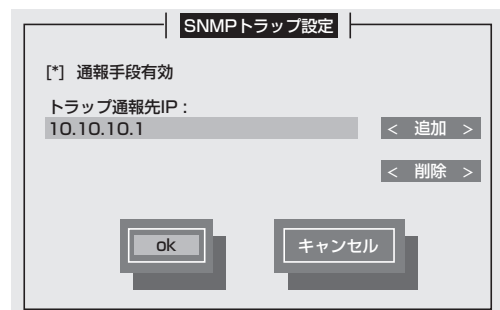 SNMPトラップ設定
[*] 通報手段有効
トラップ通報先IP :
10.10.10.1
< 追加 >
< 削除 >
ok
キャンセル